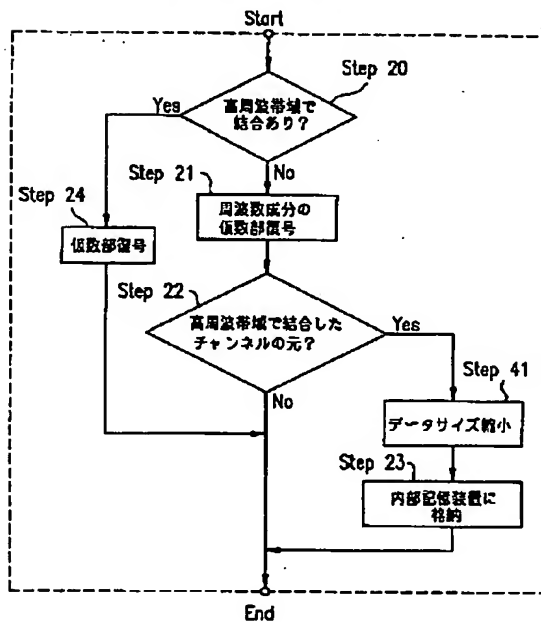 Start
Step 20
高周波帯域で
結合あり？
Yes
No
Step 21
周波数成分の
仮数部復号
Step 24
仮数部復号
Step 22
高周波帯域で結合した
チャンネルの元？
Yes
No
Step 41
データサイズ縮小
Step 23
内部記憶装置に
格納
End